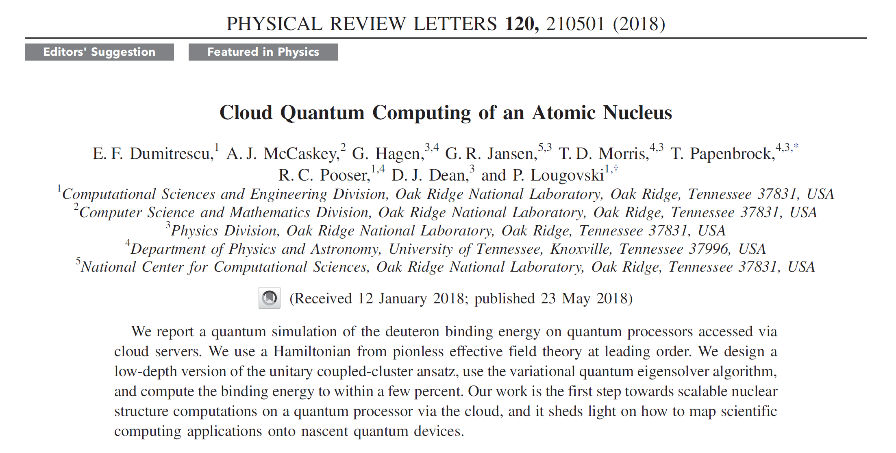 PHYSICAL REVIEW LETTERS 120, 210501 (2018)
Editors' Suggestion Featured in Physics
Cloud Quantum Computing of an Atomic Nucleus
E. F. Dumitrescu,1 A. J. McCaskey,2 G. Hagen,3,4 G. R. Jansen,5,3 T. D. Morris,4,3 T. Papenbrock,4,3,*
R. C. Pooser,1,4 D. J. Dean,3 and P. Lougovski1,†
1Computational Sciences and Engineering Division, Oak Ridge National Laboratory, Oak Ridge, Tennessee 37831, USA
2Computer Science and Mathematics Division, Oak Ridge National Laboratory, Oak Ridge, Tennessee 37831, USA
3Physics Division, Oak Ridge National Laboratory, Oak Ridge, Tennessee 37831, USA
4Department of Physics and Astronomy, University of Tennessee, Knoxville, Tennessee 37996, USA
5National Center for Computational Sciences, Oak Ridge National Laboratory, Oak Ridge, Tennessee 37831, USA
(Received 12 January 2018; published 23 May 2018)
We report a quantum simulation of the deuteron binding energy on quantum processors accessed via
cloud servers. We use a Hamiltonian from pionless effective field theory at leading order. We design a
low-depth version of the unitary coupled-cluster ansatz, use the variational quantum eigensolver algorithm,
and compute the binding energy to within a few percent. Our work is the first step towards scalable nuclear
structure computations on a quantum processor via the cloud, and it sheds light on how to map scientific
computing applications onto nascent quantum devices.